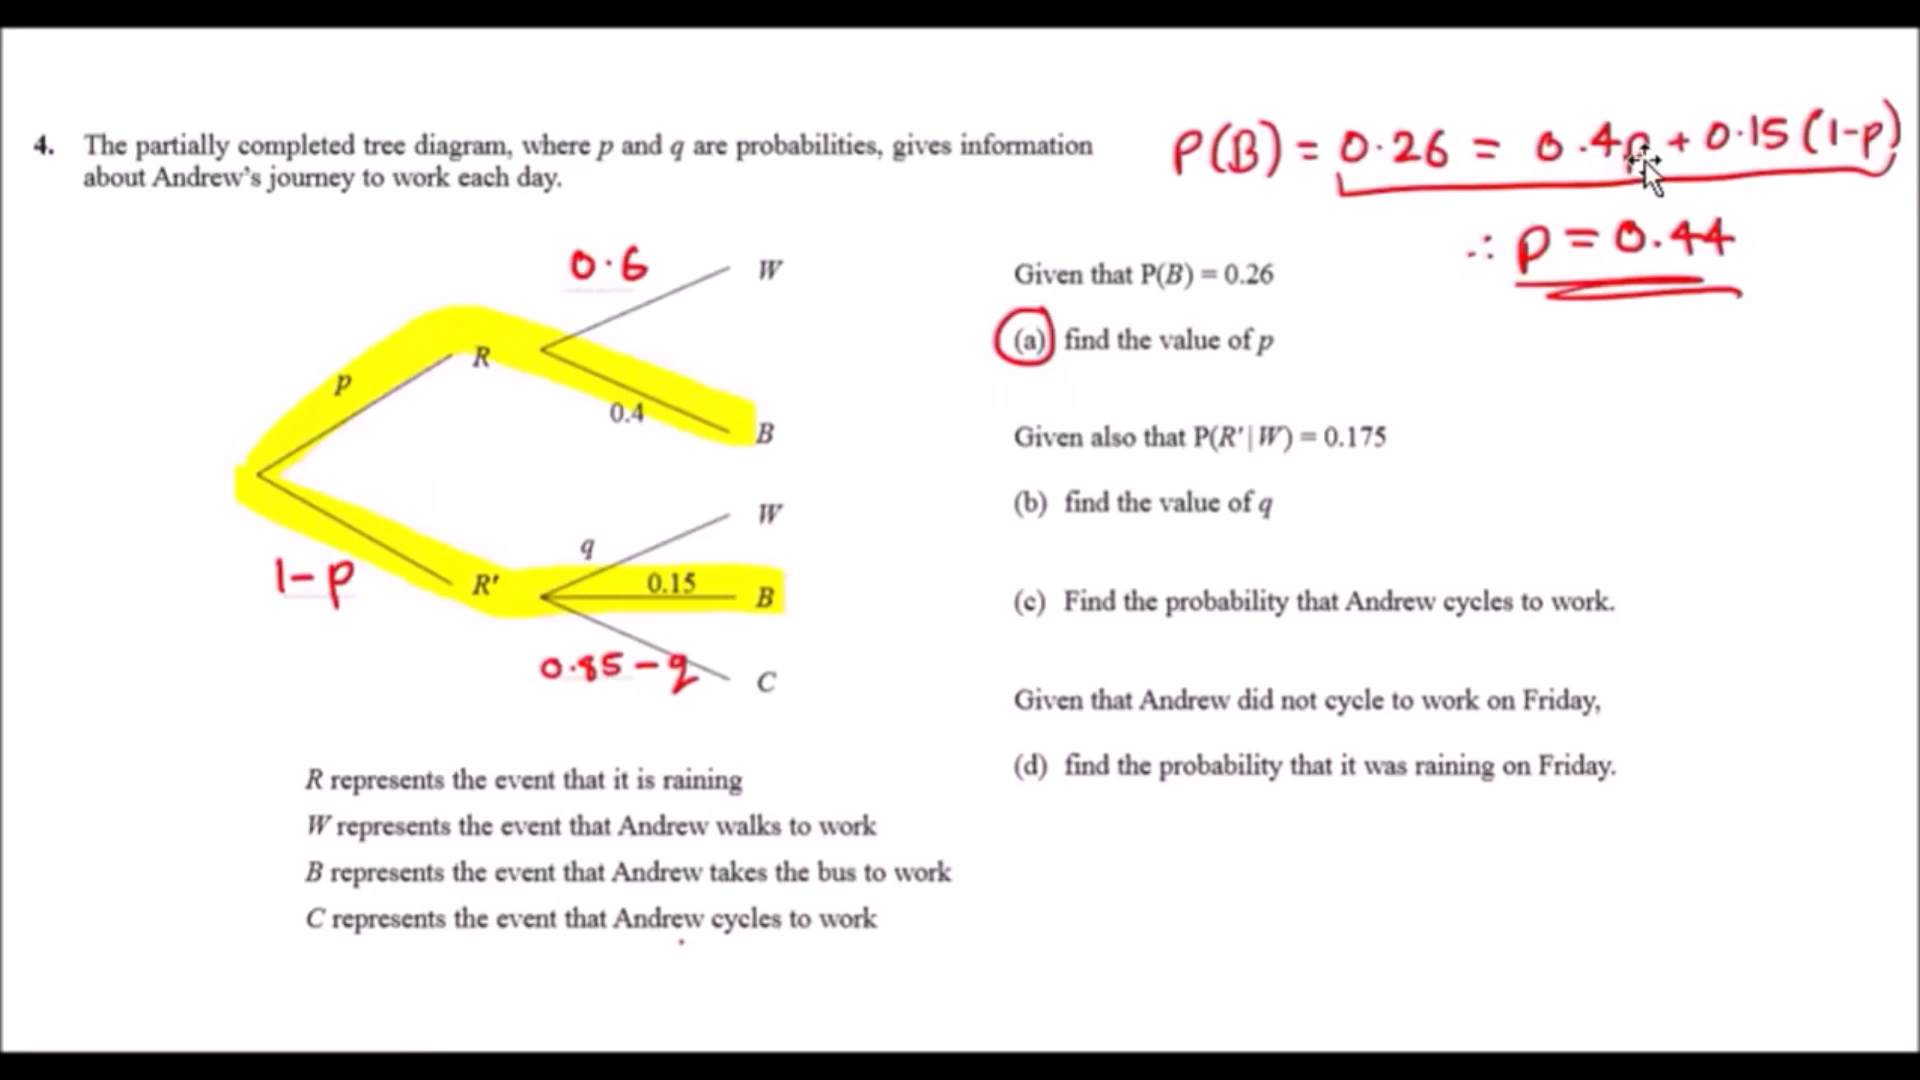 P(B) = 0.26 = 0.4p + 0.15 (1-p)
4. The partially completed tree diagram, where p and q are probabilities, gives information
about Andrew's journey to work each day.
∴ p = 0.44
0.6
W
R
p
0.4
B
W
q
R'
0.15
B
1-p
0.85 - q
C
Given that P(B) = 0.26
(a) find the value of p
Given also that P(R' | W) = 0.175
(b) find the value of q
(c) Find the probability that Andrew cycles to work.
Given that Andrew did not cycle to work on Friday,
(d) find the probability that it was raining on Friday.
R represents the event that it is raining
W represents the event that Andrew walks to work
B represents the event that Andrew takes the bus to work
C represents the event that Andrew cycles to work